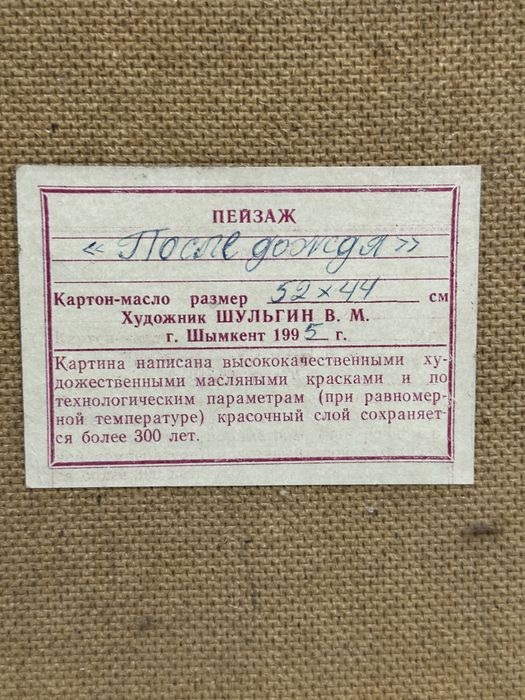 ПЕЙЗАЖ
« После дождя »
Картон-масло размер 52 × 44 см
Художник ШУЛЬГИН В. М.
г. Шымкент 1995 г.
Картина написана высококачественными ху-
дожественными масляными красками и по
технологическим параметрам (при равномер-
ной температуре) красочный слой сохраняет-
ся более 300 лет.